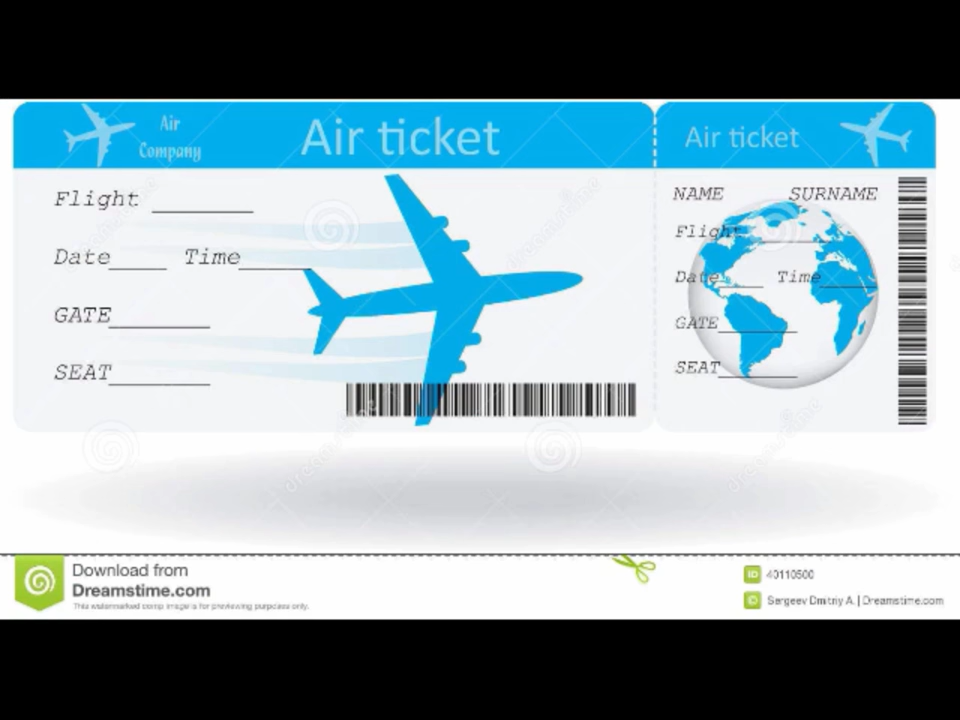 Air
Company
Air ticket
Flight
Date Time
GATE
SEAT
Air ticket
NAME SURNAME
Flight
Date Time
GATE
SEAT
Download from
Dreamstime.com
This watermarked comp image is for previewing purposes only.
ID 40110500
© Sergeev Dmitriy A. | Dreamstime.com